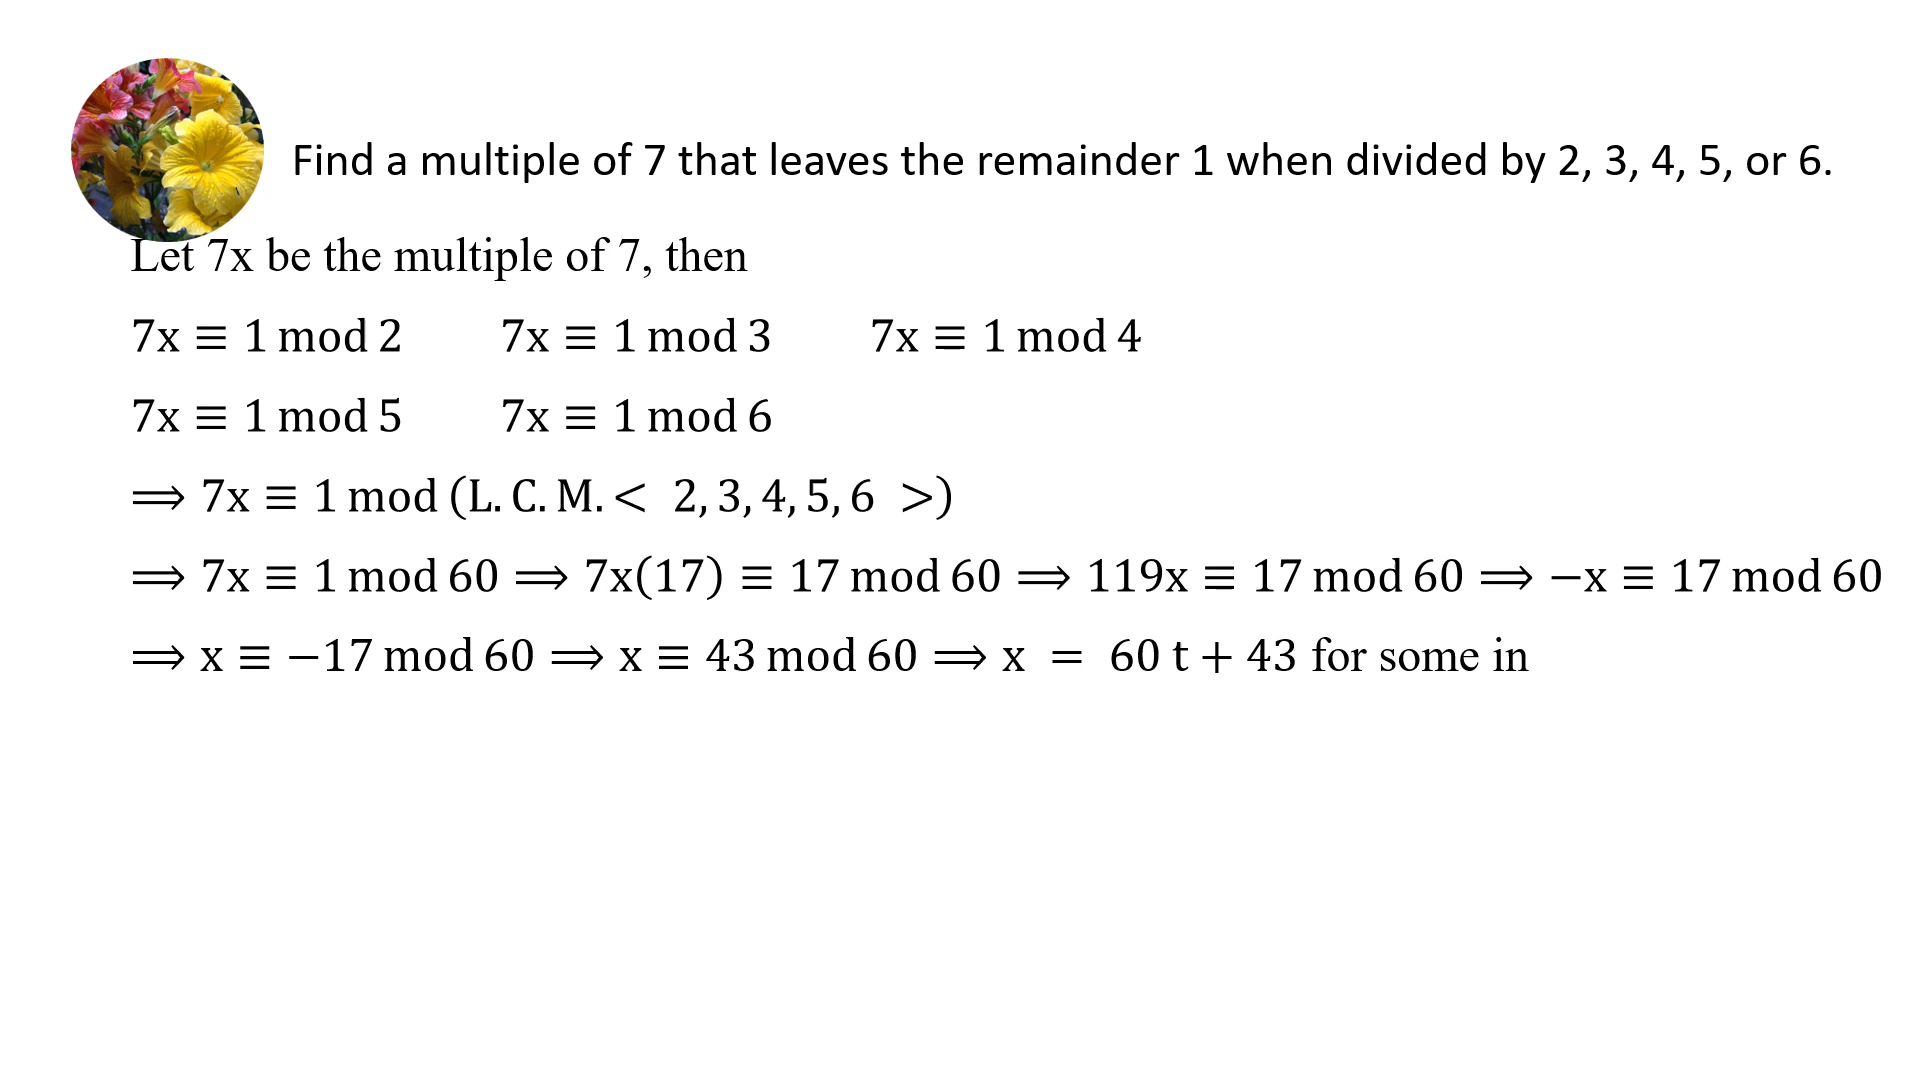 Find a multiple of 7 that leaves the remainder 1 when divided by 2, 3, 4, 5, or 6.
Let 7x be the multiple of 7, then
7x ≡ 1 mod 2 7x ≡ 1 mod 3 7x ≡ 1 mod 4
7x ≡ 1 mod 5 7x ≡ 1 mod 6
⟹ 7x ≡ 1 mod (L. C. M. < 2, 3, 4, 5, 6 >)
⟹ 7x ≡ 1 mod 60 ⟹ 7x(17) ≡ 17 mod 60 ⟹ 119x ≡ 17 mod 60 ⟹ −x ≡ 17 mod 60
⟹ x ≡ −17 mod 60 ⟹ x ≡ 43 mod 60 ⟹ x = 60 t + 43 for some in